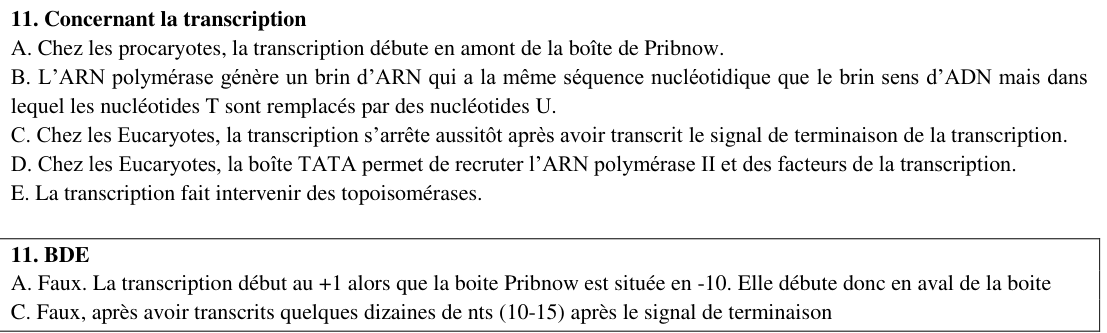 11. Concernant la transcription
A. Chez les procaryotes, la transcription débute en amont de la boîte de Pribnow.
B. L’ARN polymérase génère un brin d’ARN qui a la même séquence nucléotidique que le brin sens d’ADN mais dans
lequel les nucléotides T sont remplacés par des nucléotides U.
C. Chez les Eucaryotes, la transcription s’arrête aussitôt après avoir transcrit le signal de terminaison de la transcription.
D. Chez les Eucaryotes, la boîte TATA permet de recruter l’ARN polymérase II et des facteurs de la transcription.
E. La transcription fait intervenir des topoisomérases.
11. BDE
A. Faux. La transcription début au +1 alors que la boite Pribnow est située en -10. Elle débute donc en aval de la boite
C. Faux, après avoir transcrits quelques dizaines de nts (10-15) après le signal de terminaison